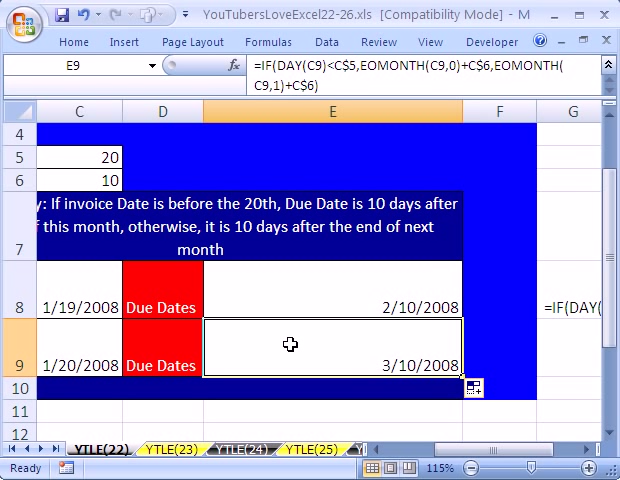 YouTubersLoveExcel22-26.xls [Compatibility Mode] - M
Home Insert Page Layout Formulas Data Review View Developer
E9 fx =IF(DAY(C9)<C$5,EOMONTH(C9,0)+C$6,EOMONTH(
C9,1)+C$6)
C D E F G
4
5 20
6 10
y: If invoice Date is before the 20th, Due Date is 10 days after
f this month, otherwise, it is 10 days after the end of next
7 month
8 1/19/2008 Due Dates 2/10/2008 =IF(DAY(
9 1/20/2008 Due Dates 3/10/2008
10
11
12
YTLE(22) YTLE(23) YTLE(24) YTLE(25) Y
Ready 115%